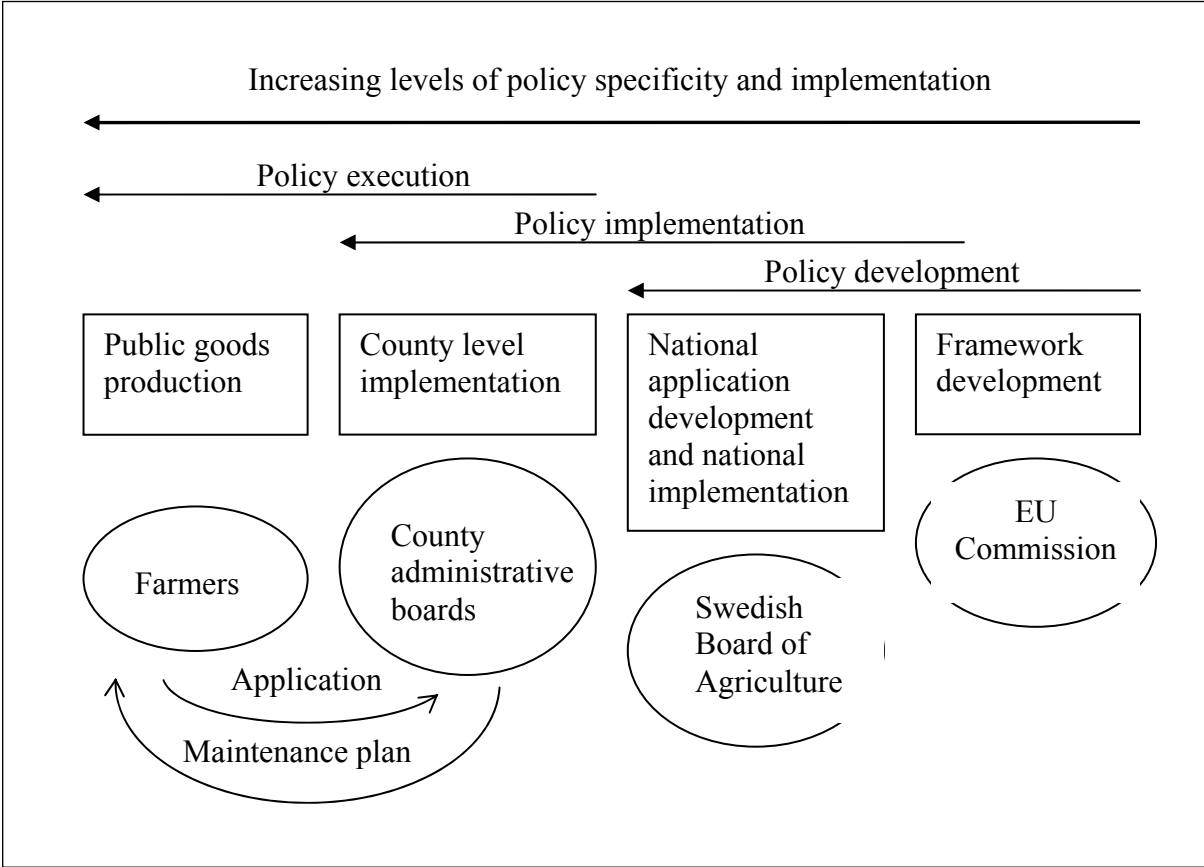 Increasing levels of policy specificity and implementation
Policy execution
Policy implementation
Policy development
Public goods
production
County level
implementation
National
application
development
and national
implementation
Framework
development
Farmers
County
administrative
boards
Swedish
Board of
Agriculture
EU
Commission
Application
Maintenance plan